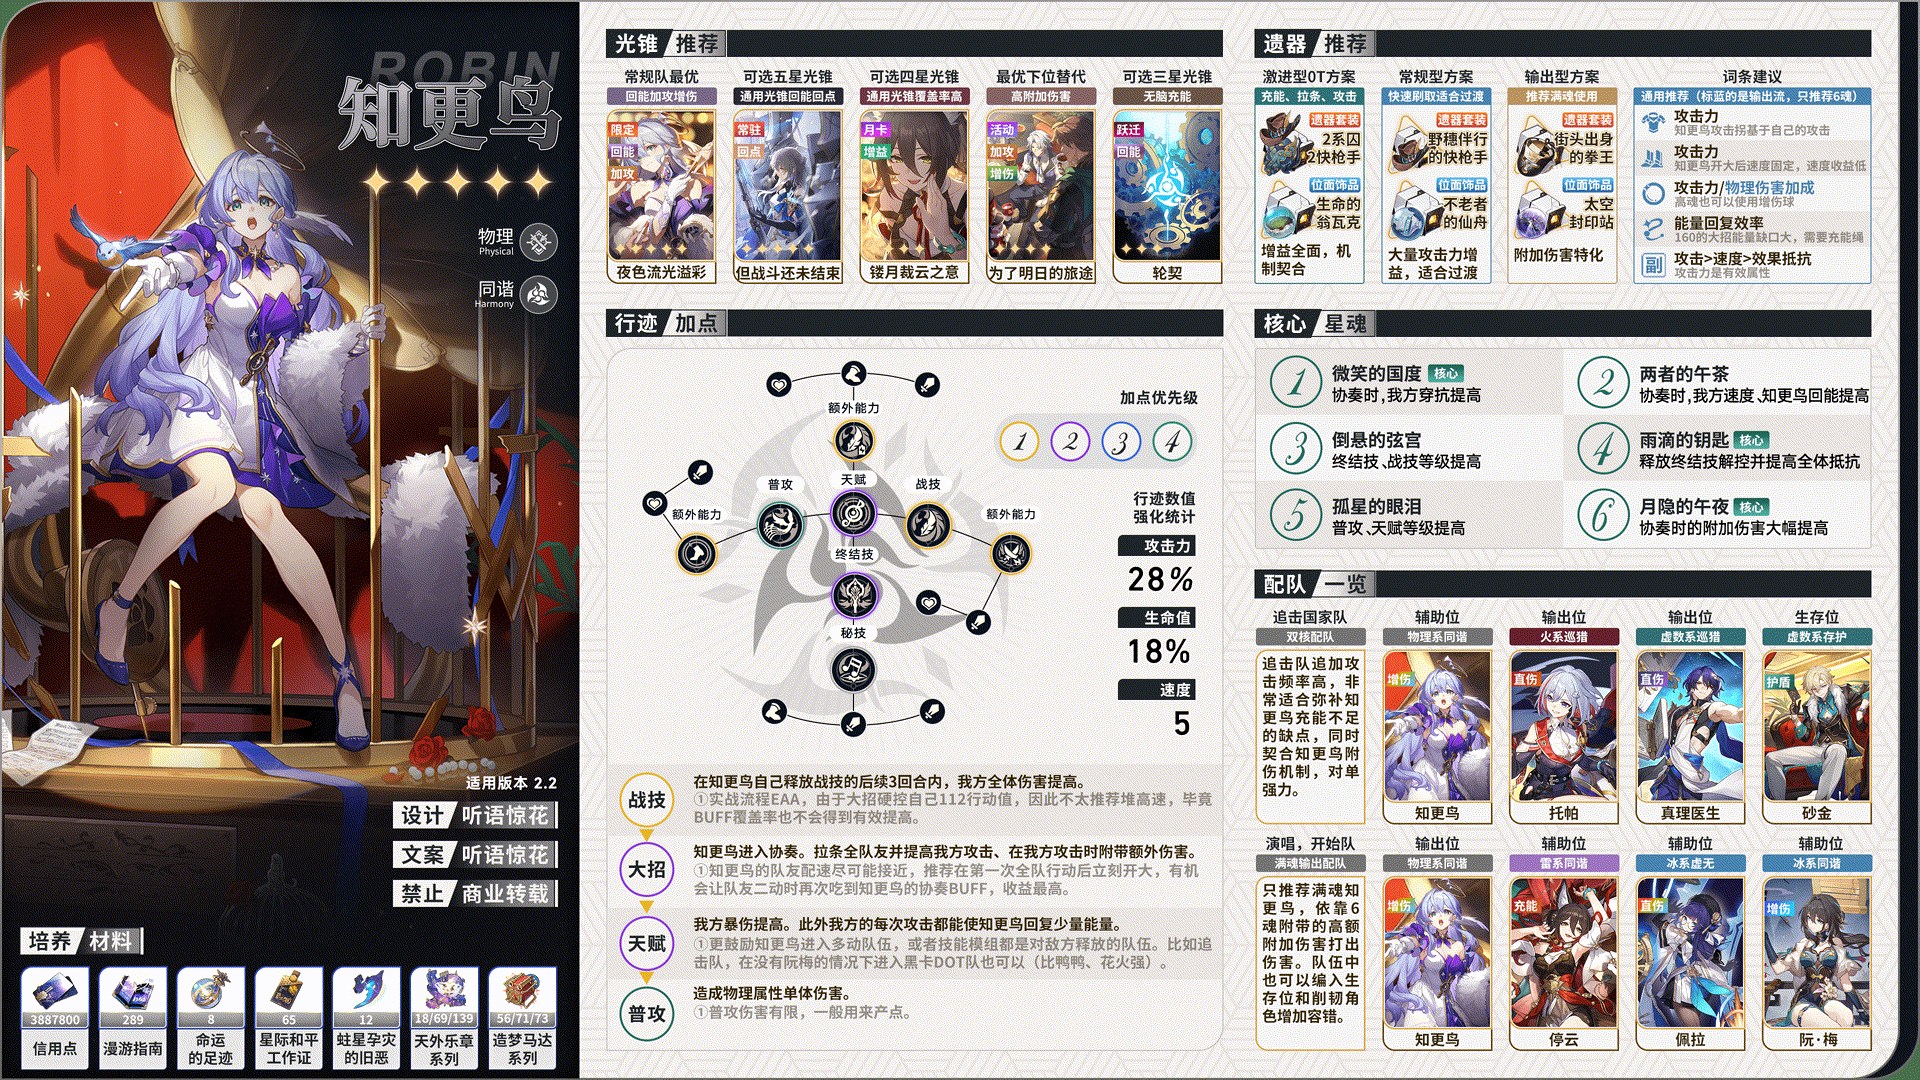 ROBIN
知更鸟
物理
Physical
同谐
Harmony
适用版本 2.2
设计 听语惊花
文案 听语惊花
禁止 商业转载
培养 材料
3887800
信用点
289
漫游指南
8
命运
的足迹
65
星际和平
工作证
12
蛀星孕灾
的旧恶
18/69/139
天外乐章
系列
56/71/73
造梦马达
系列
光锥 推荐
常规队最优
回能加攻增伤
限定
回能
加攻
夜色流光溢彩
可选五星光锥
通用光锥回能回点
常驻
回点
但战斗还未结束
可选四星光锥
通用光锥覆盖率高
月卡
增益
镂月裁云之意
最优下位替代
高附加伤害
活动
加攻
增伤
为了明日的旅途
可选三星光锥
无脑充能
跃迁
回能
轮契
行迹 加点
额外能力
普攻
天赋
战技
额外能力
额外能力
终结技
秘技
加点优先级
1 2 3 4
行迹数值
强化统计
攻击力
28%
生命值
18%
速度
5
战技
在知更鸟自己释放战技的后续3回合内，我方全体伤害提高。
①实战流程EAA，由于大招硬控自己112行动值，因此不太推荐堆高速，毕竟
BUFF覆盖率也不会得到有效提高。
大招
知更鸟进入协奏。拉条全队友并提高我方攻击、在我方攻击时附带额外伤害。
①知更鸟的队友配速尽可能接近，推荐在第一次全队行动后立刻开大，有机
会让队友二动时再次吃到知更鸟的协奏BUFF，收益最高。
天赋
我方暴伤提高。此外我方的每次攻击都能使知更鸟回复少量能量。
①更鼓励知更鸟进入多动队伍，或者技能模组都是对敌方释放的队伍。比如追
击队，在没有阮梅的情况下进入黑卡DOT队也可以（比鸭鸭、花火强）。
普攻
造成物理属性单体伤害。
①普攻伤害有限，一般用来产点。
遗器 推荐
激进型OT方案
充能、拉条、攻击
遗器套装
2系囚
2快枪手
位面饰品
生命的
翁瓦克
增益全面，机
制契合
常规型方案
快速刷取适合过渡
遗器套装
野穗伴行
的快枪手
位面饰品
不老者
的仙舟
大量攻击力增
益，适合过渡
输出型方案
推荐满魂使用
遗器套装
街头出身
的拳王
位面饰品
太空
封印站
附加伤害特化
词条建议
通用推荐（标蓝的是输出流，只推荐6魂）
攻击力
知更鸟攻击拐基于自己的攻击
攻击力
知更鸟开大后速度固定，速度收益低
攻击力/物理伤害加成
高魂也可以使用增伤球
能量回复效率
160的大招能量缺口大，需要充能绳
副
攻击>速度>效果抵抗
攻击力是有效属性
核心 星魂
1
微笑的国度 核心
协奏时,我方穿抗提高
2
两者的午茶
协奏时,我方速度、知更鸟回能提高
3
倒悬的弦宫
终结技、战技等级提高
4
雨滴的钥匙 核心
释放终结技解控并提高全体抵抗
5
孤星的眼泪
普攻、天赋等级提高
6
月隐的午夜 核心
协奏时的附加伤害大幅提高
配队 一览
追击国家队
双核配队
追击队追加攻
击频率高，非
常适合弥补知
更鸟充能不足
的缺点，同时
契合知更鸟附
伤机制，对单
强力。
辅助位
物理系同谐
增伤
知更鸟
输出位
火系巡猎
直伤
托帕
输出位
虚数系巡猎
直伤
真理医生
生存位
虚数系存护
护盾
砂金
演唱，开始队
满魂输出配队
只推荐满魂知
更鸟，依靠6
魂附带的高额
附加伤害打出
伤害。队伍中
也可以编入生
存位和削韧角
色增加容错。
输出位
物理系同谐
增伤
知更鸟
辅助位
雷系同谐
充能
停云
辅助位
冰系虚无
直伤
佩拉
辅助位
冰系同谐
增伤
阮·梅